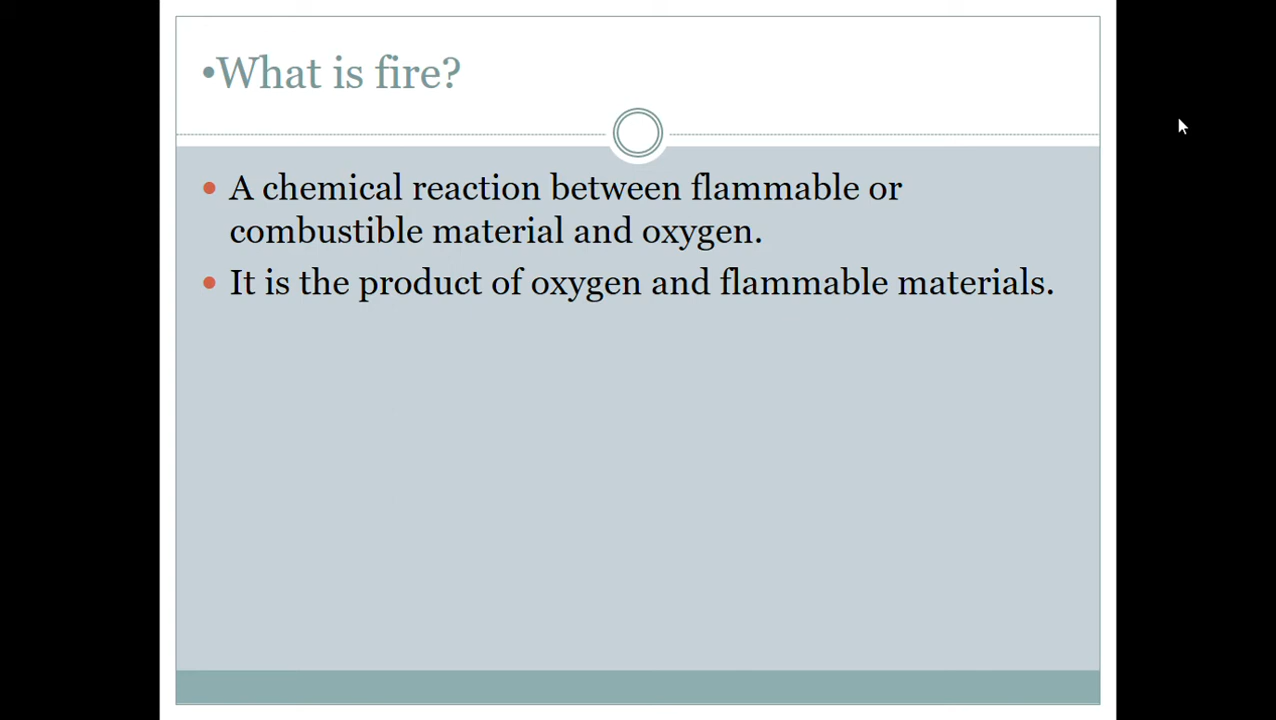 •What is fire?
• A chemical reaction between flammable or
combustible material and oxygen.
• It is the product of oxygen and flammable materials.